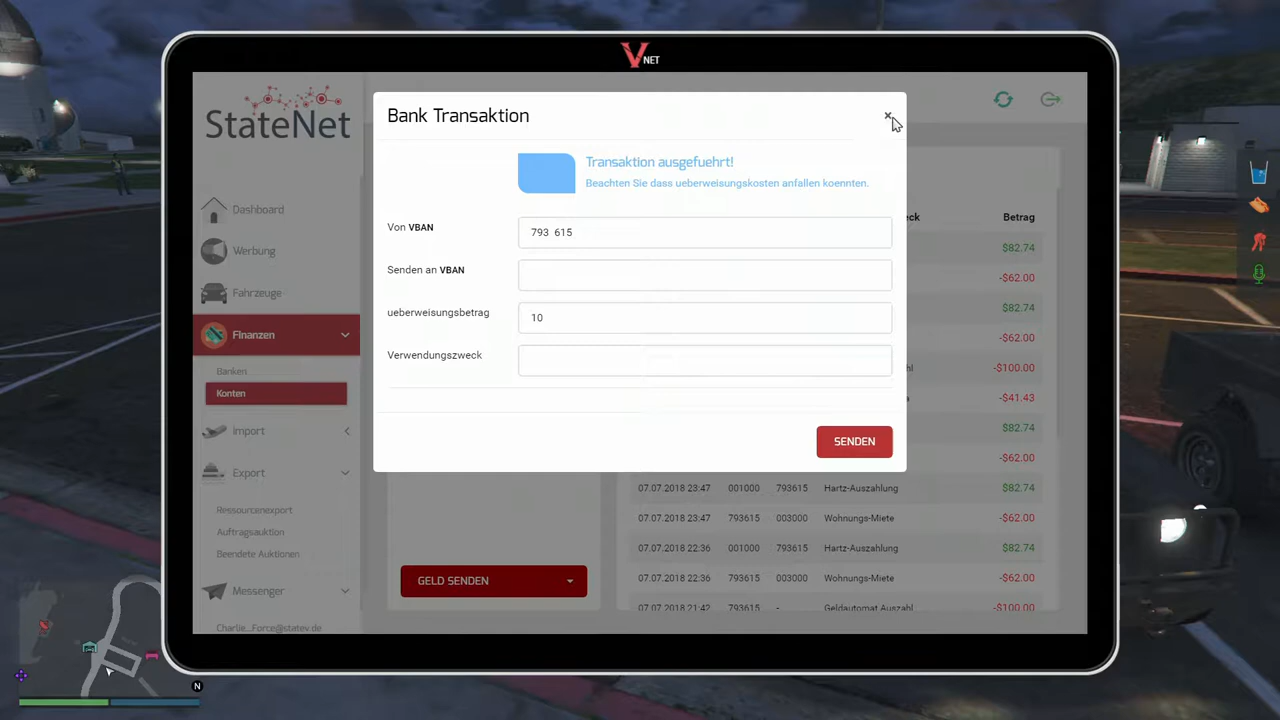 V NET
StateNet
Dashboard
Werbung
Fahrzeuge
Finanzen
Banken
Konten
Import
Export
Ressourcenexport
Auftragsauktion
Beendete Auktionen
Messenger
Charlie...Force@statev.de
Bank Transaktion
×
Transaktion ausgefuehrt!
Beachten Sie dass ueberweisungskosten anfallen koennten.
Von VBAN
793 615
Senden an VBAN
ueberweisungsbetrag
10
Verwendungszweck
SENDEN
GELD SENDEN
ck Betrag
$82.74
-$62.00
$82.74
-$62.00
hl -$100.00
-$41.43
$82.74
-$62.00
07.07.2018 23:47 001000 793615 Hartz-Auszahlung $82.74
07.07.2018 23:47 793615 003000 Wohnungs-Miete -$62.00
07.07.2018 22:36 001000 793615 Hartz-Auszahlung $82.74
07.07.2018 22:36 793615 003000 Wohnungs-Miete -$62.00
07.07.2018 21:42 793615 - Geldautomat Auszahl -$100.00
N